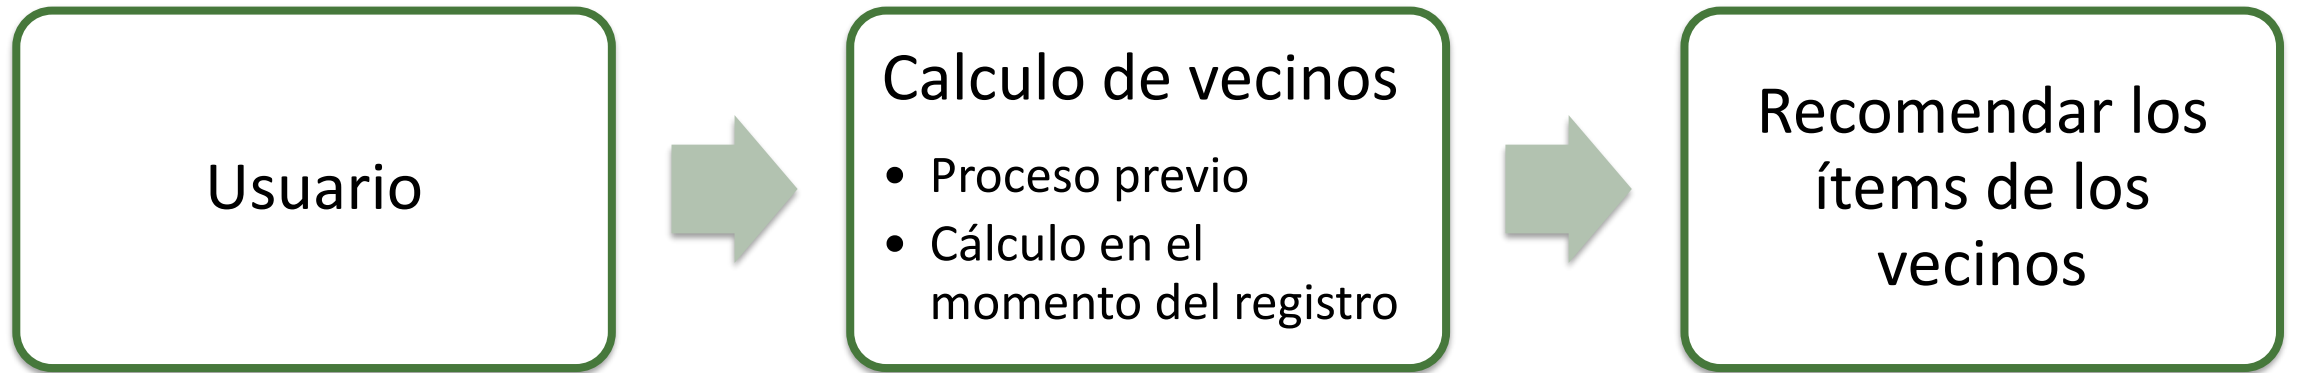 Usuario
Calculo de vecinos
• Proceso previo
• Cálculo en el
momento del registro
Recomendar los
ítems de los
vecinos